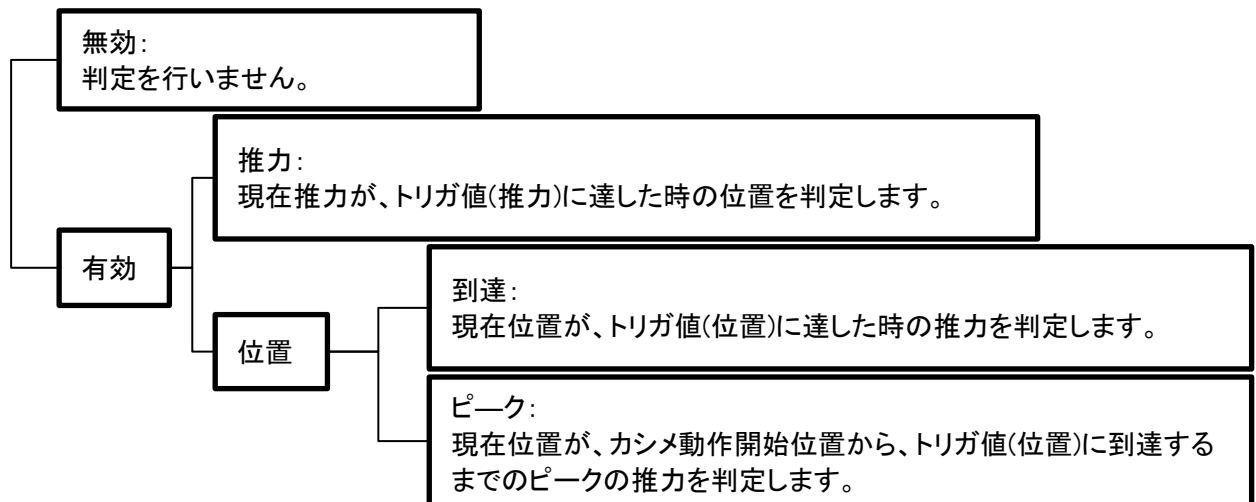 無効：
判定を行いません。
推力：
現在推力が、トリガ値(推力)に達した時の位置を判定します。
有効
到達：
現在位置が、トリガ値(位置)に達した時の推力を判定します。
位置
ピ―ク：
現在位置が、カシメ動作開始位置から、トリガ値(位置)に到達する
までのピークの推力を判定します。